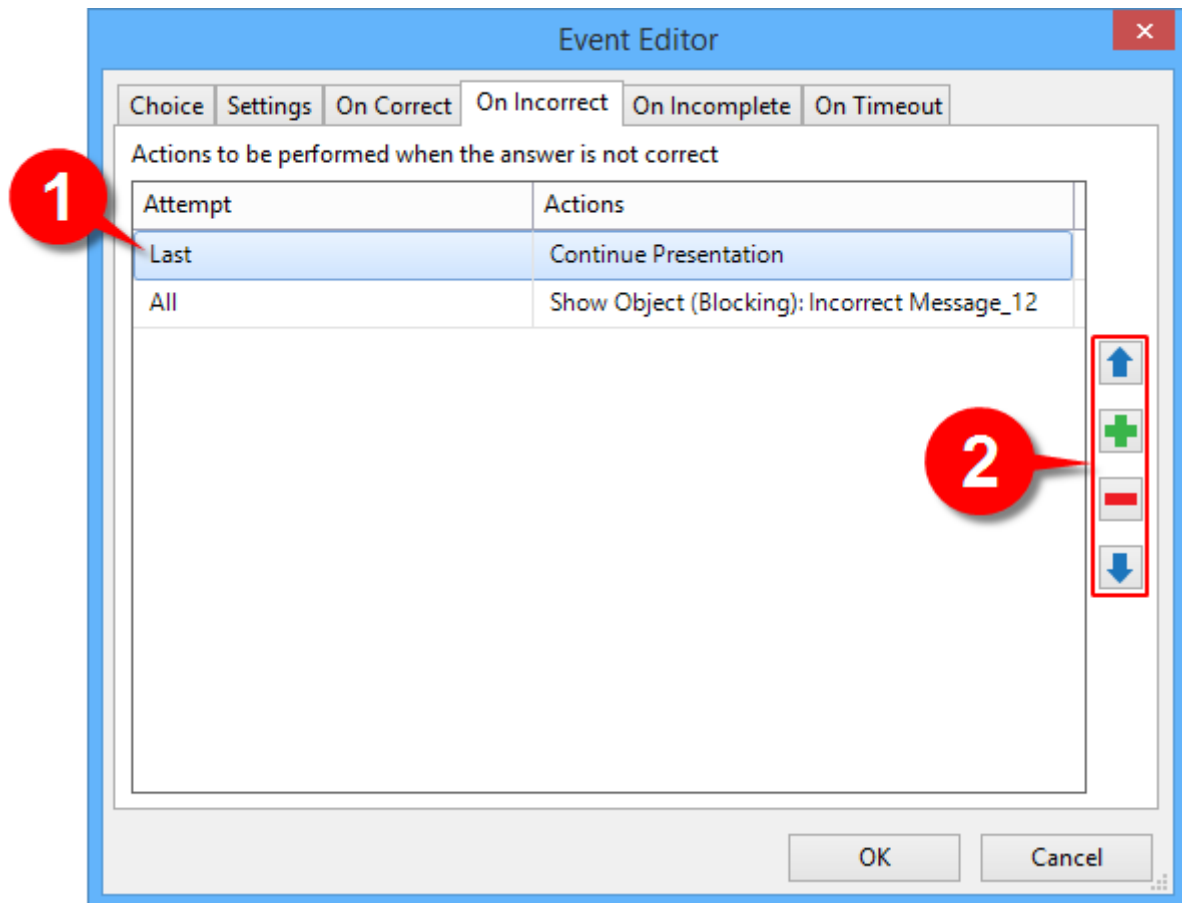 Event Editor
Choice Settings On Correct On Incorrect On Incomplete On Timeout
Actions to be performed when the answer is not correct
Attempt Actions
1
Last Continue Presentation
All Show Object (Blocking): Incorrect Message_12
2
OK Cancel